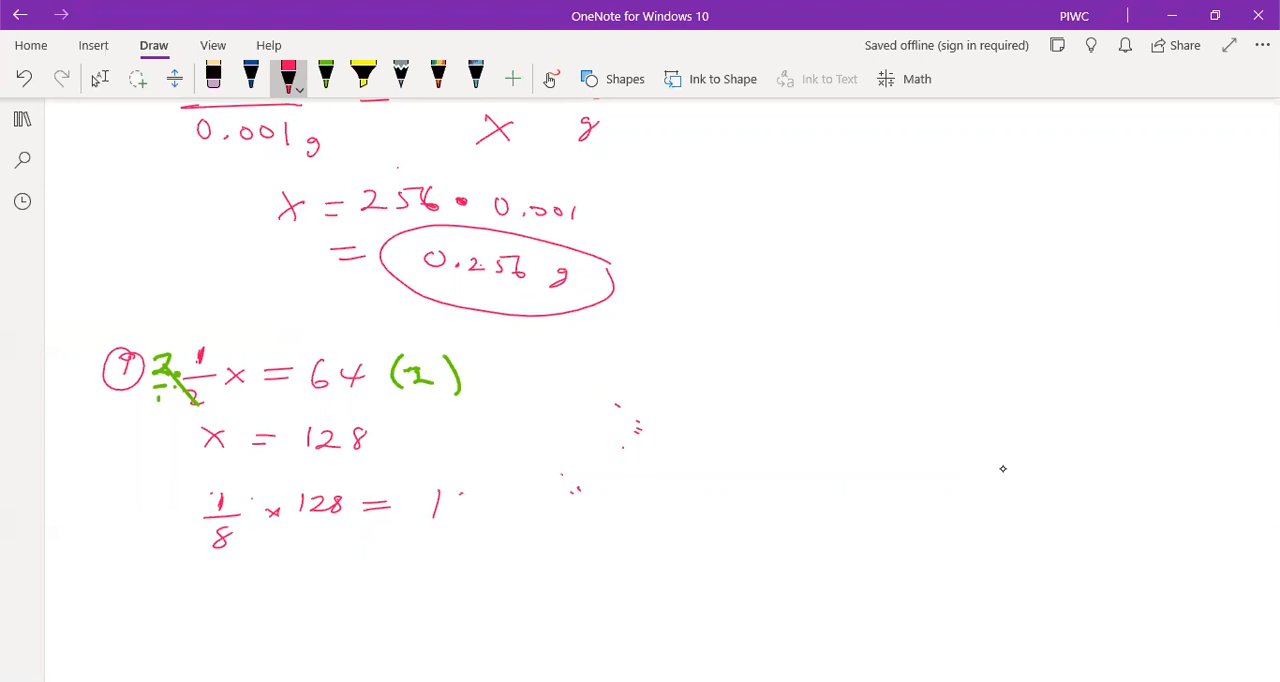 OneNote for Windows 10
PIWC
Home Insert Draw View Help
Saved offline (sign in required)
Share
Shapes
Ink to Shape
Ink to Text
Math
0.001 g
x g
x = 256 • 0.001
= 0.256 g
2 · 1/2 x = 64 (2)
x = 128
1/8 × 128 = 1